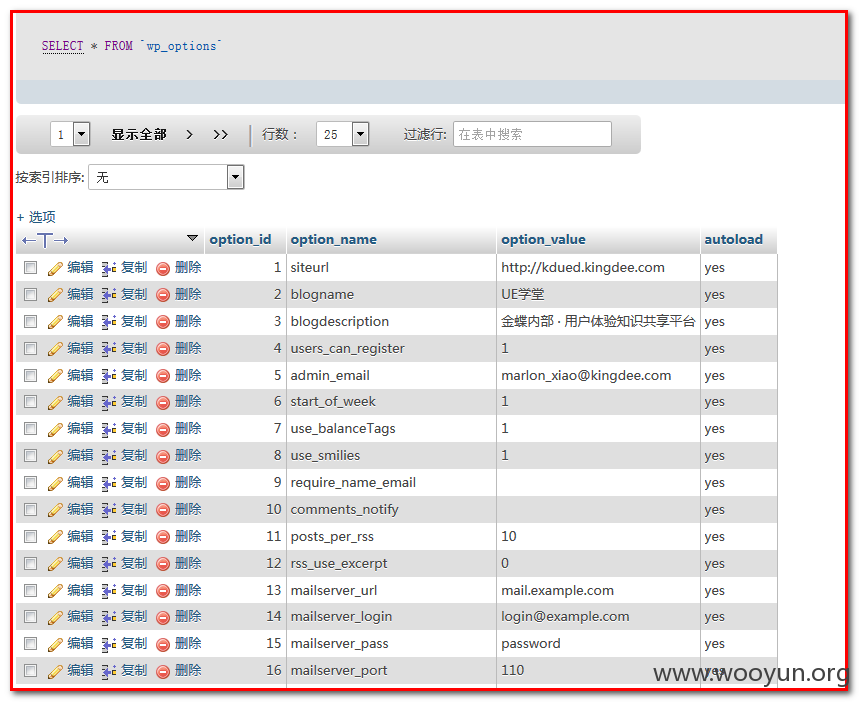 SELECT * FROM `wp_options`
1 显示全部 > >> 行数： 25 过滤行: 在表中搜索
按索引排序: 无
+ 选项
←T→ option_id option_name option_value autoload
编辑 复制 删除 1 siteurl http://kdued.kingdee.com yes
编辑 复制 删除 2 blogname UE学堂 yes
编辑 复制 删除 3 blogdescription 金蝶内部 · 用户体验知识共享平台 yes
编辑 复制 删除 4 users_can_register 1 yes
编辑 复制 删除 5 admin_email marlon_xiao@kingdee.com yes
编辑 复制 删除 6 start_of_week 1 yes
编辑 复制 删除 7 use_balanceTags 1 yes
编辑 复制 删除 8 use_smilies 1 yes
编辑 复制 删除 9 require_name_email yes
编辑 复制 删除 10 comments_notify yes
编辑 复制 删除 11 posts_per_rss 10 yes
编辑 复制 删除 12 rss_use_excerpt 0 yes
编辑 复制 删除 13 mailserver_url mail.example.com yes
编辑 复制 删除 14 mailserver_login login@example.com yes
编辑 复制 删除 15 mailserver_pass password yes
编辑 复制 删除 16 mailserver_port 110 yes
www.wooyun.org